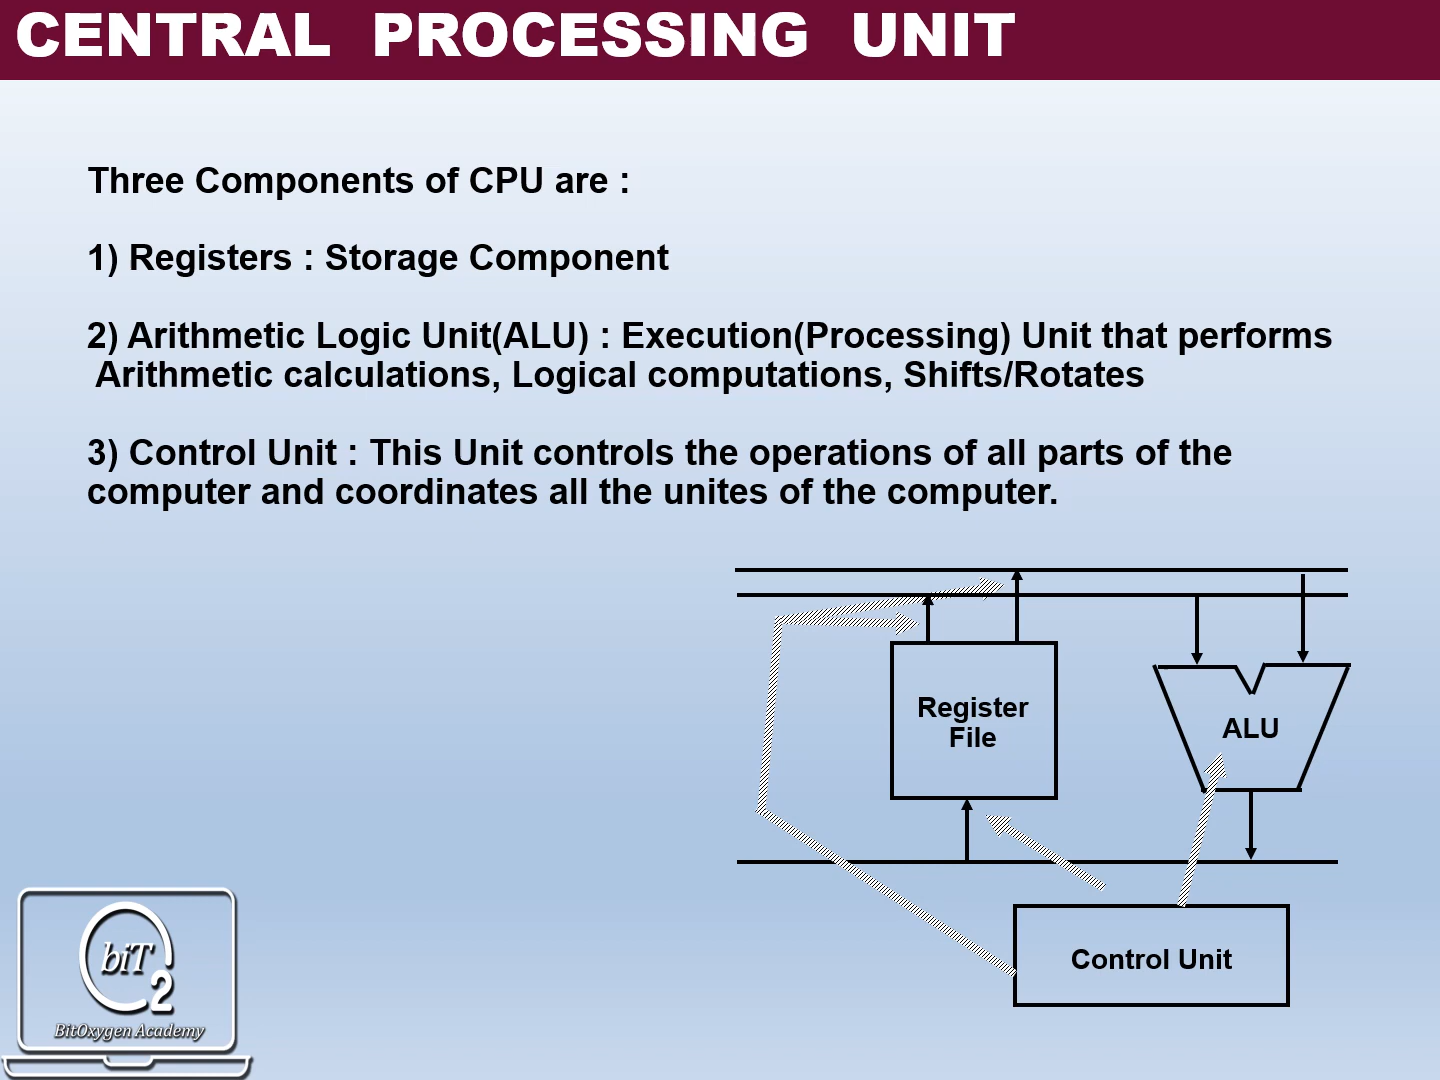 CENTRAL PROCESSING UNIT
Three Components of CPU are :
1) Registers : Storage Component
2) Arithmetic Logic Unit(ALU) : Execution(Processing) Unit that performs
Arithmetic calculations, Logical computations, Shifts/Rotates
3) Control Unit : This Unit controls the operations of all parts of the
computer and coordinates all the unites of the computer.
Register
File
ALU
Control Unit
biT
2
BitOxygen Academy